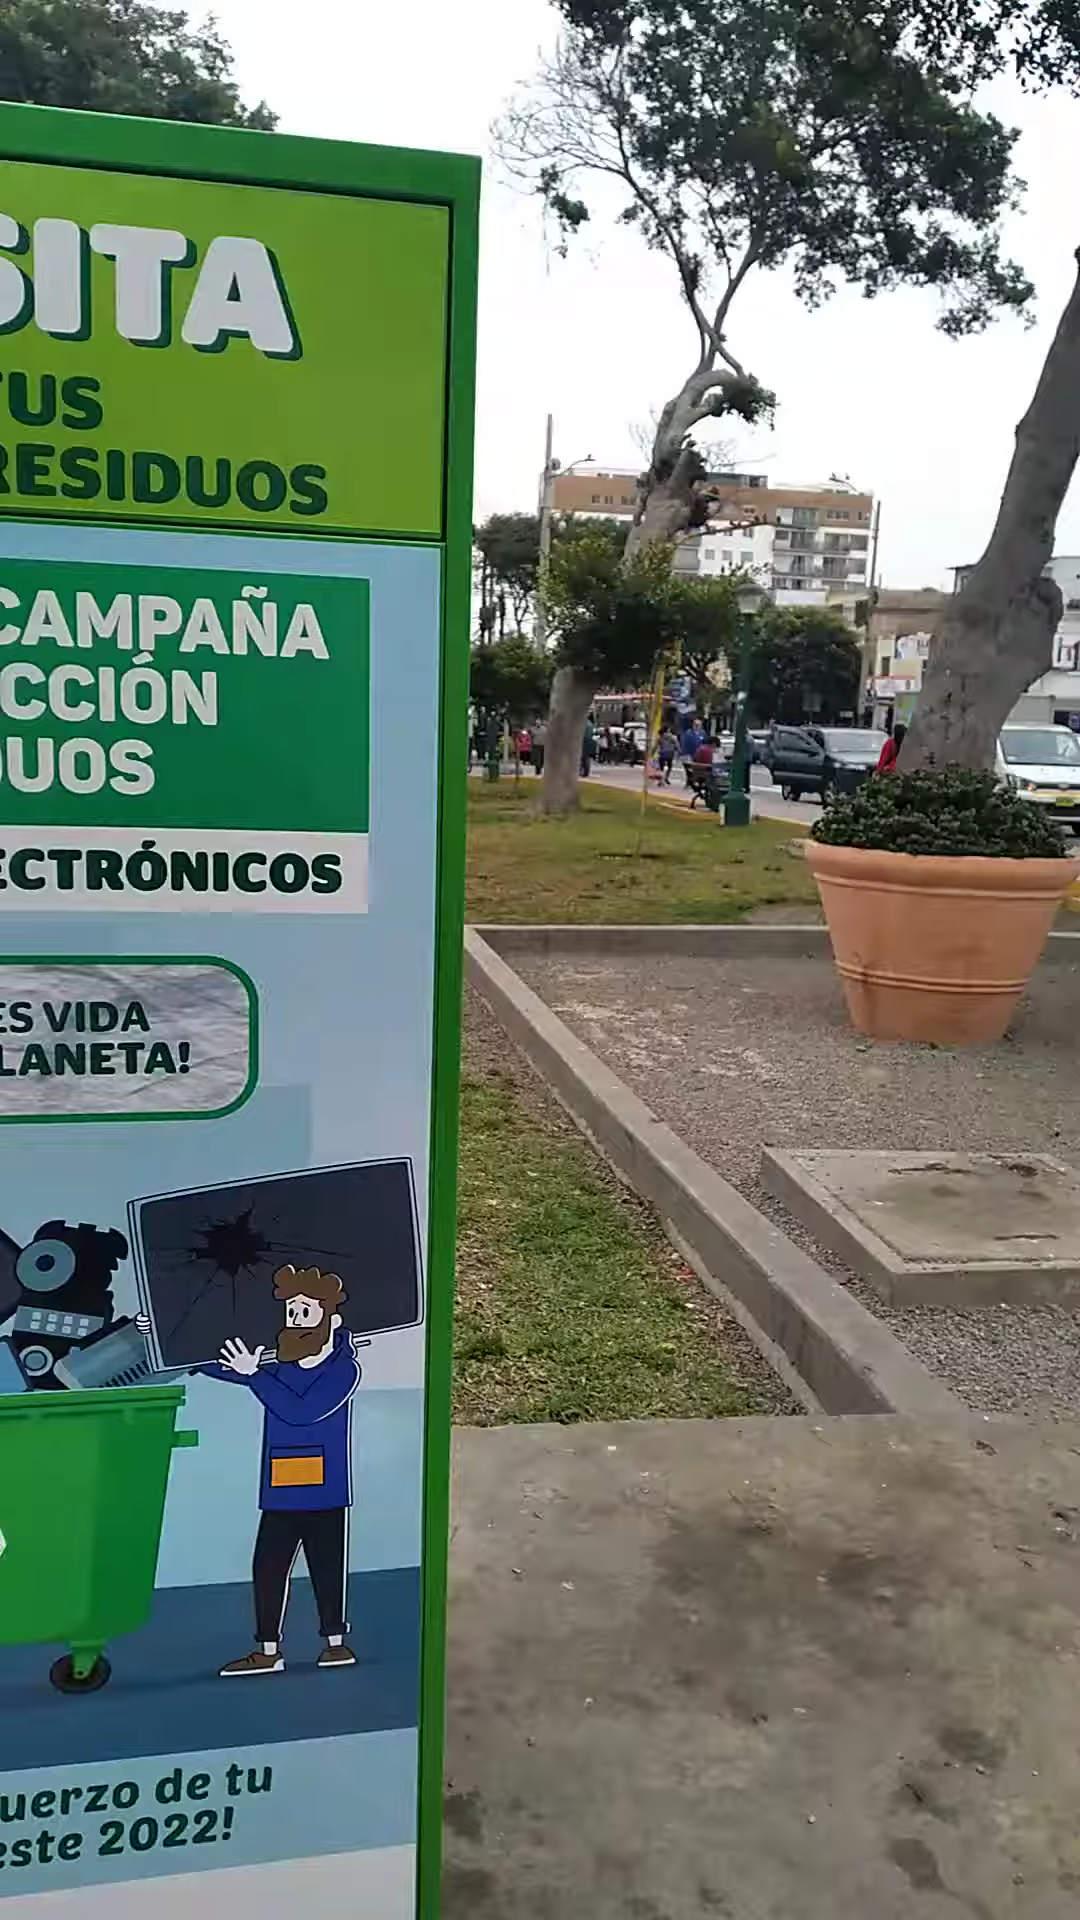 SITA
TUS
RESIDUOS
CAMPAÑA
CCIÓN
DUOS
ECTRÓNICOS
ES VIDA
LANETA!
uerzo de tu
este 2022!